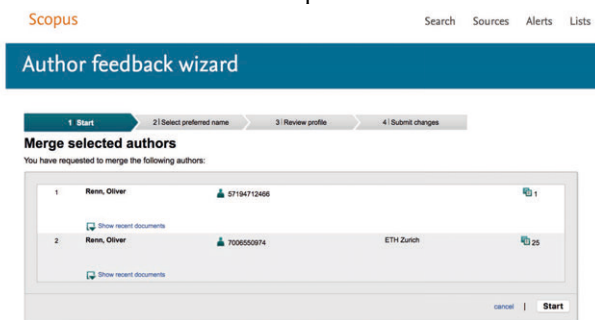 Scopus
Search Sources Alerts Lists
Author feedback wizard
1 Start 2 | Select preferred name 3 | Review profile 4 | Submit changes
Merge selected authors
You have requested to merge the following authors:
1 Renn, Oliver 57194712466 1
Show recent documents
2 Renn, Oliver 7006550974 ETH Zurich 25
Show recent documents
cancel | Start